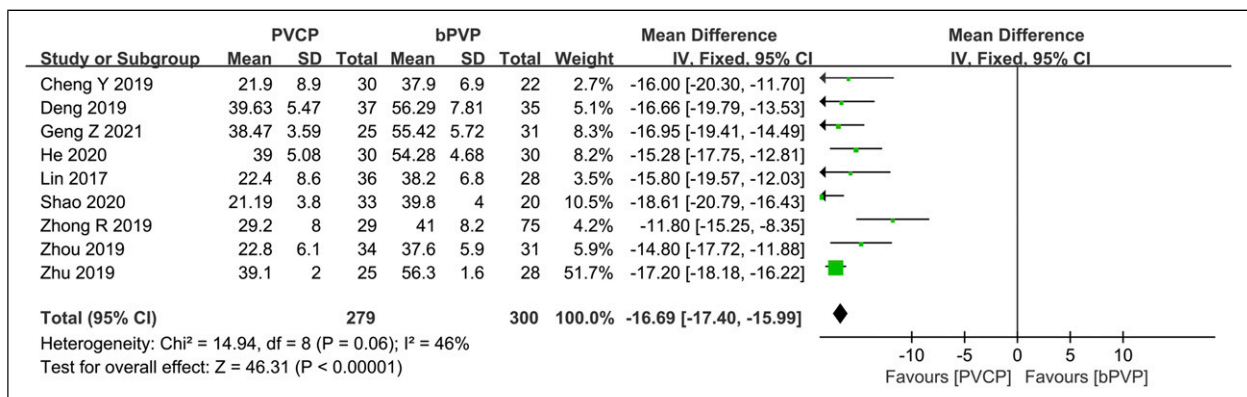 PVCP bPVP Mean Difference Mean Difference
Study or Subgroup Mean SD Total Mean SD Total Weight IV, Fixed, 95% CI IV, Fixed, 95% CI
Cheng Y 2019 21.9 8.9 30 37.9 6.9 22 2.7% -16.00 [-20.30, -11.70]
Deng 2019 39.63 5.47 37 56.29 7.81 35 5.1% -16.66 [-19.79, -13.53]
Geng Z 2021 38.47 3.59 25 55.42 5.72 31 8.3% -16.95 [-19.41, -14.49]
He 2020 39 5.08 30 54.28 4.68 30 8.2% -15.28 [-17.75, -12.81]
Lin 2017 22.4 8.6 36 38.2 6.8 28 3.5% -15.80 [-19.57, -12.03]
Shao 2020 21.19 3.8 33 39.8 4 20 10.5% -18.61 [-20.79, -16.43]
Zhong R 2019 29.2 8 29 41 8.2 75 4.2% -11.80 [-15.25, -8.35]
Zhou 2019 22.8 6.1 34 37.6 5.9 31 5.9% -14.80 [-17.72, -11.88]
Zhu 2019 39.1 2 25 56.3 1.6 28 51.7% -17.20 [-18.18, -16.22]
Total (95% CI) 279 300 100.0% -16.69 [-17.40, -15.99]
Heterogeneity: Chi² = 14.94, df = 8 (P = 0.06); I² = 46%
Test for overall effect: Z = 46.31 (P < 0.00001)
-10 -5 0 5 10
Favours [PVCP] Favours [bPVP]